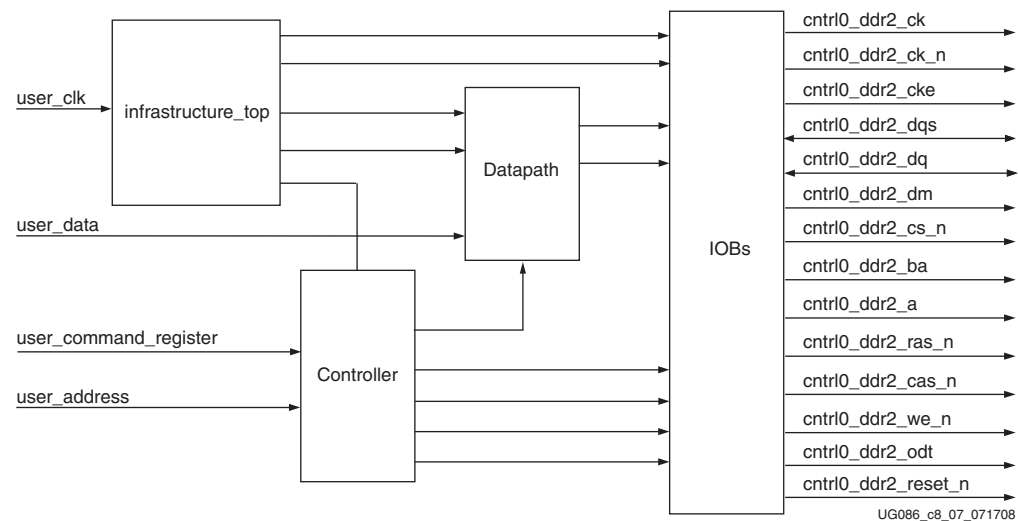 user_clk
user_data
user_command_register
user_address
infrastructure_top
Datapath
Controller
IOBs
cntrl0_ddr2_ck
cntrl0_ddr2_ck_n
cntrl0_ddr2_cke
cntrl0_ddr2_dqs
cntrl0_ddr2_dq
cntrl0_ddr2_dm
cntrl0_ddr2_cs_n
cntrl0_ddr2_ba
cntrl0_ddr2_a
cntrl0_ddr2_ras_n
cntrl0_ddr2_cas_n
cntrl0_ddr2_we_n
cntrl0_ddr2_odt
cntrl0_ddr2_reset_n
UG086_c8_07_071708